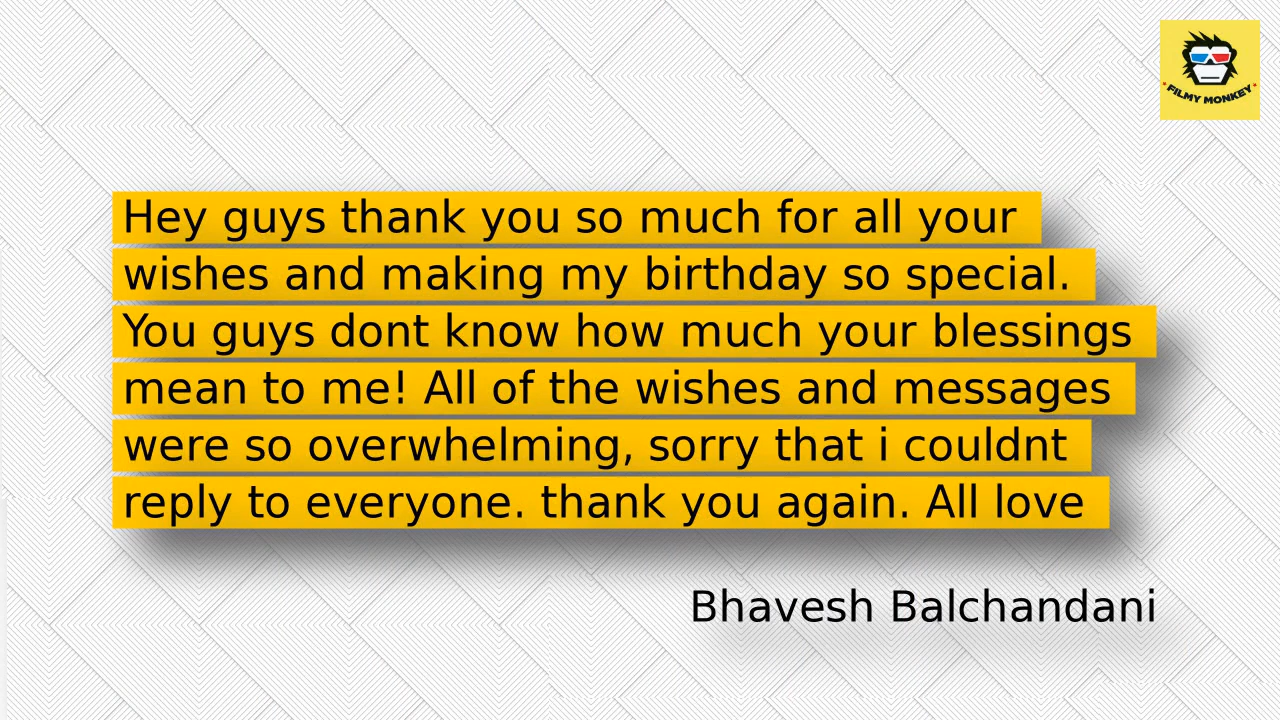 FILMY MONKEY
Hey guys thank you so much for all your
wishes and making my birthday so special.
You guys dont know how much your blessings
mean to me! All of the wishes and messages
were so overwhelming, sorry that i couldnt
reply to everyone. thank you again. All love
Bhavesh Balchandani